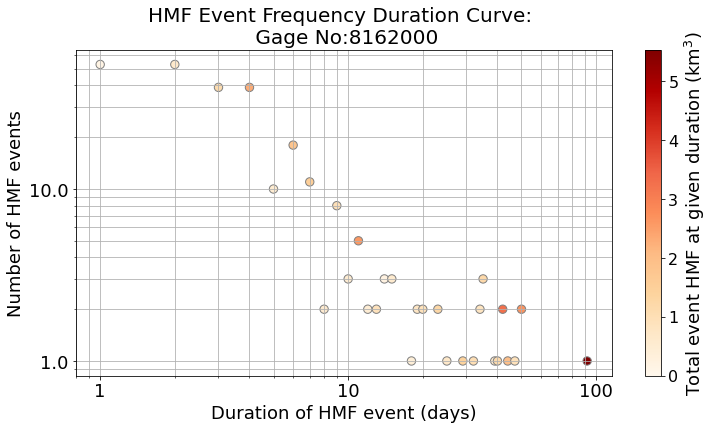 HMF Event Frequency Duration Curve:
Gage No:8162000
Number of HMF events
10.0
1.0
1
10
100
Duration of HMF event (days)
5
4
3
2
1
0
Total event HMF at given duration (km³)